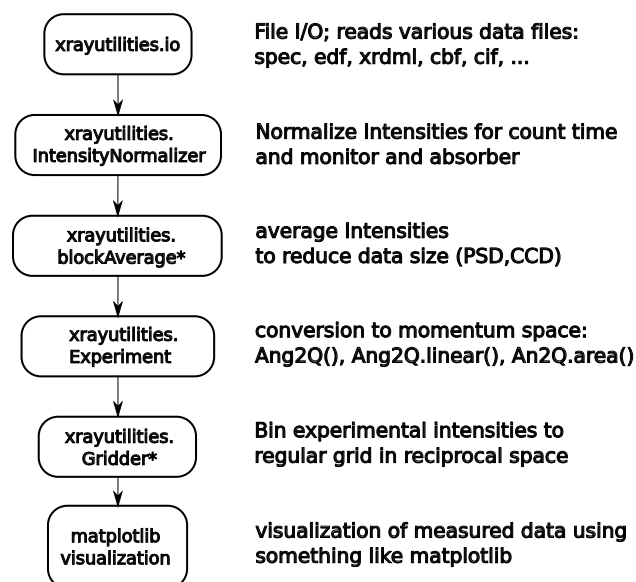 xrayutilities.io
File I/O; reads various data files:
spec, edf, xrdml, cbf, cif, ...
xrayutilities.
IntensityNormalizer
Normalize Intensities for count time
and monitor and absorber
xrayutilities.
blockAverage*
average Intensities
to reduce data size (PSD,CCD)
xrayutilities.
Experiment
conversion to momentum space:
Ang2Q(), Ang2Q.linear(), An2Q.area()
xrayutilities.
Gridder*
Bin experimental intensities to
regular grid in reciprocal space
matplotlib
visualization
visualization of measured data using
something like matplotlib